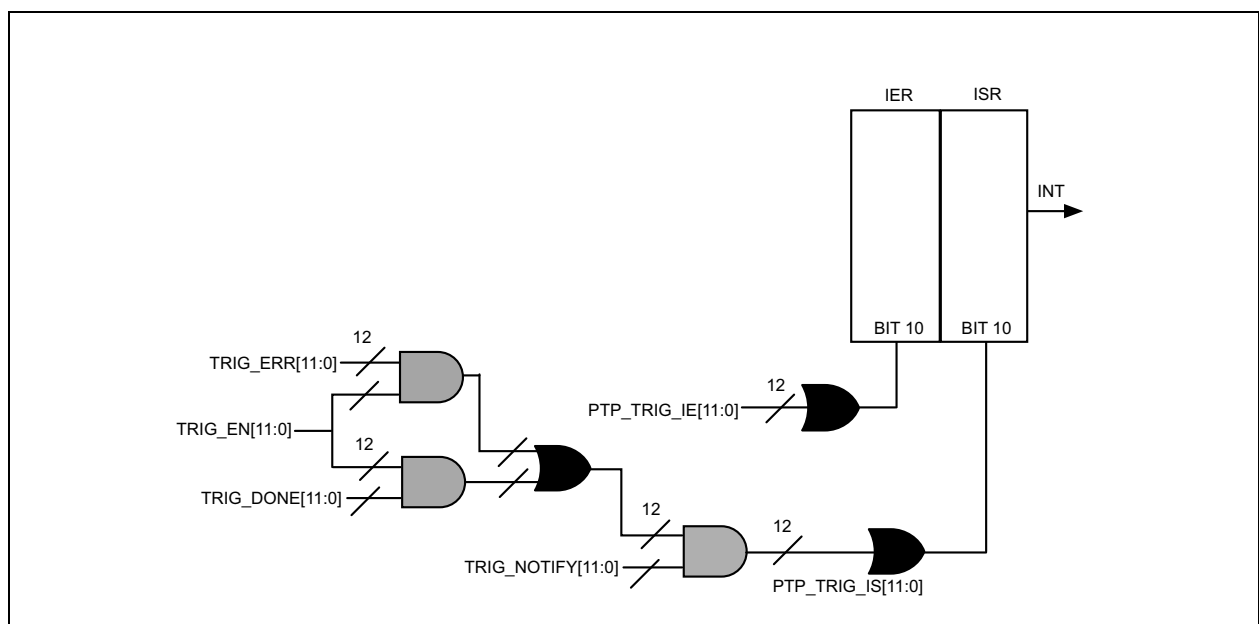 IER
ISR
INT
BIT 10
BIT 10
12
TRIG_ERR[11:0]
TRIG_EN[11:0]
12
TRIG_DONE[11:0]
12
PTP_TRIG_IE[11:0]
12
TRIG_NOTIFY[11:0]
12
PTP_TRIG_IS[11:0]